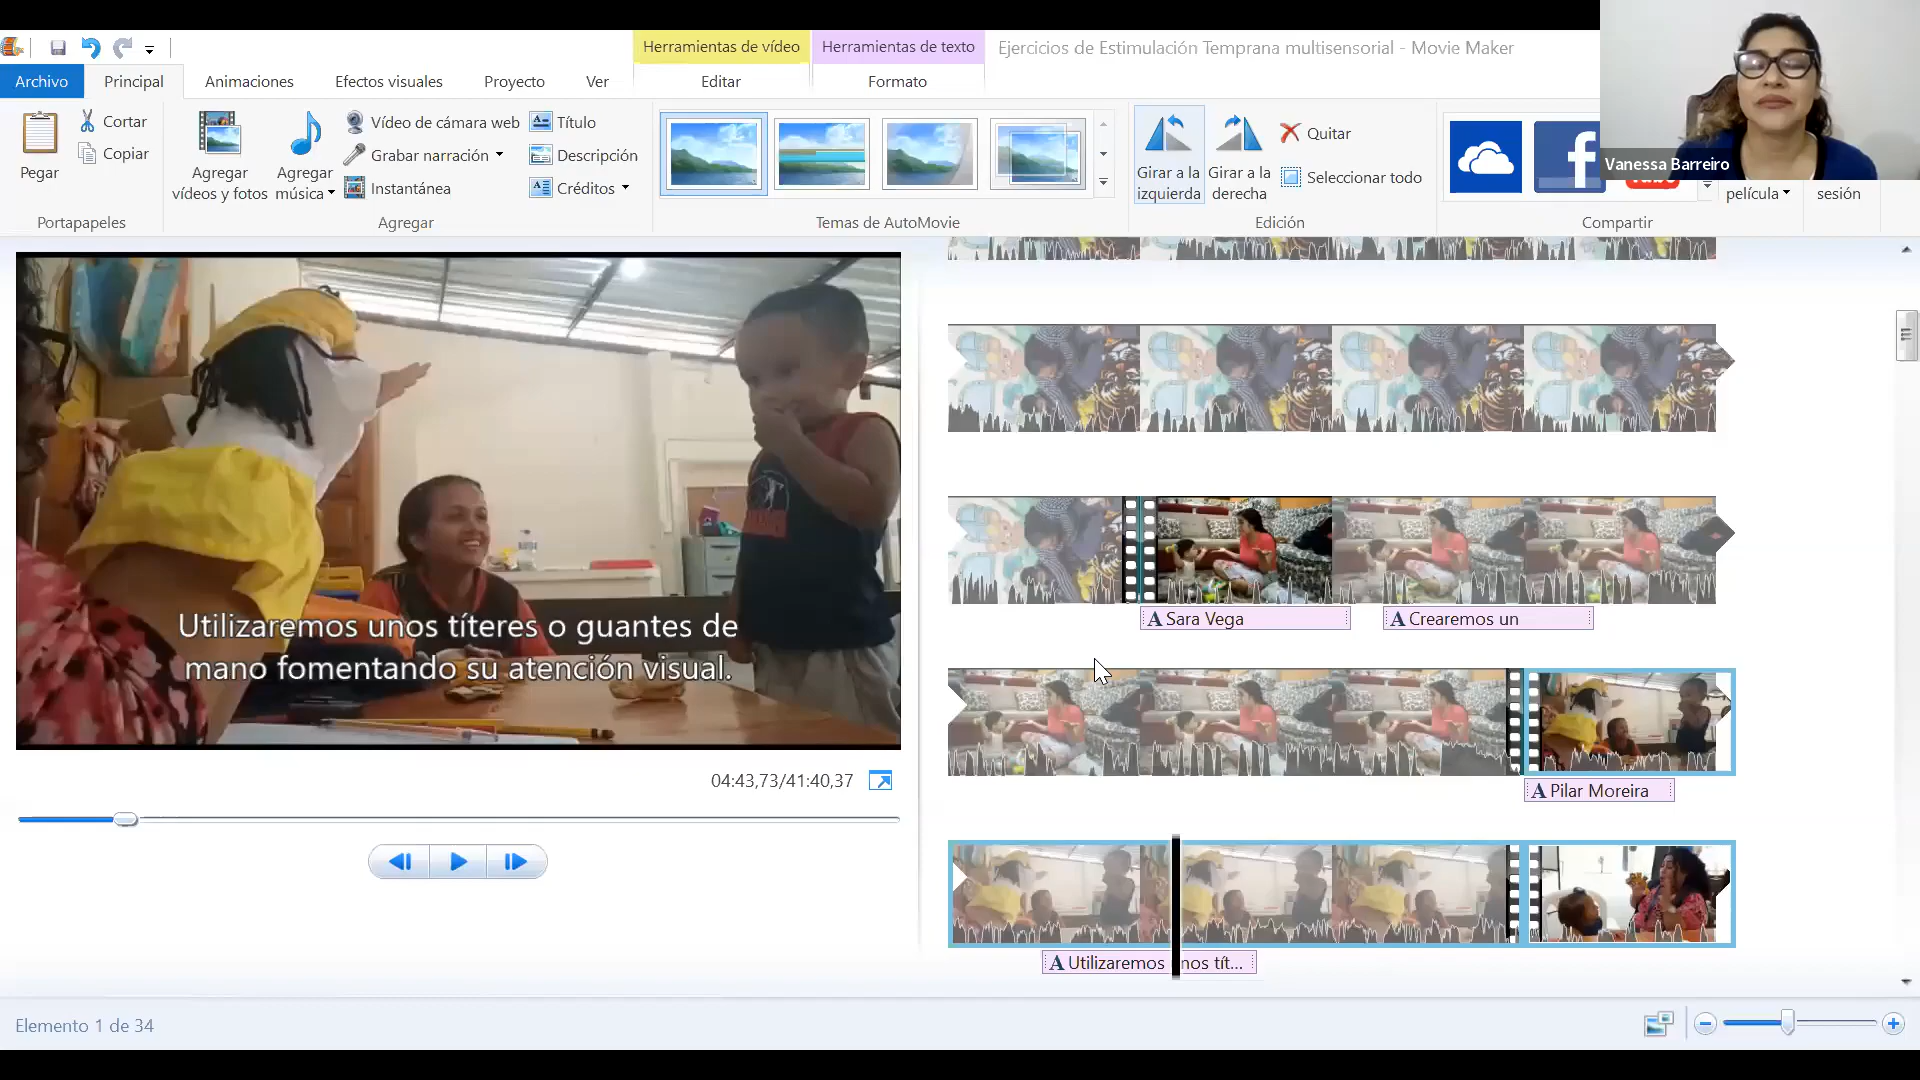 Herramientas de vídeo
Herramientas de texto
Ejercicios de Estimulación Temprana multisensorial - Movie Maker
Archivo
Principal
Animaciones
Efectos visuales
Proyecto
Ver
Editar
Formato
Pegar
Cortar
Copiar
Portapapeles
Agregar
vídeos y fotos
Agregar
música
Vídeo de cámara web
Grabar narración
Instantánea
Título
Descripción
Créditos
Agregar
Temas de AutoMovie
Girar a la
izquierda
Girar a la
derecha
Quitar
Seleccionar todo
Edición
Compartir
película
sesión
Vanessa Barreiro
Utilizaremos unos títeres o guantes de
mano fomentando su atención visual.
04:43,73/41:40,37
A Sara Vega
A Crearemos un
A Pilar Moreira
A Utilizaremos unos tít...
Elemento 1 de 34